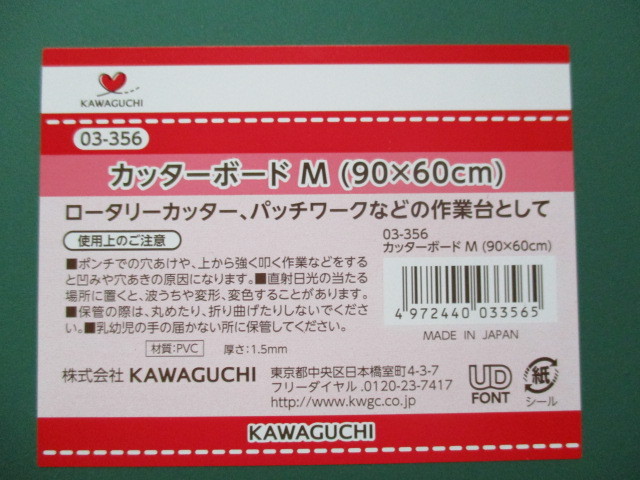 KAWAGUCHI
03-356
カッターボード M (90×60cm)
ロータリーカッター、パッチワークなどの作業台として
使用上のご注意
■ポンチでの穴あけや、上から強く叩く作業などをする
と凹みや穴あきの原因になります。■直射日光の当たる
場所に置くと、波うちや変形、変色することがあります。
■保管の際は、丸めたり、折り曲げたりしないでくださ
い。■乳幼児の手の届かない所に保管してください。
材質:PVC 厚さ:1.5mm
03-356
カッターボード M (90×60cm)
4 972440 033565
MADE IN JAPAN
株式会社 KAWAGUCHI
東京都中央区日本橋室町4-3-7
フリーダイヤル.0120-23-7417
http://www.kwgc.co.jp
UD
FONT
紙
シール
KAWAGUCHI